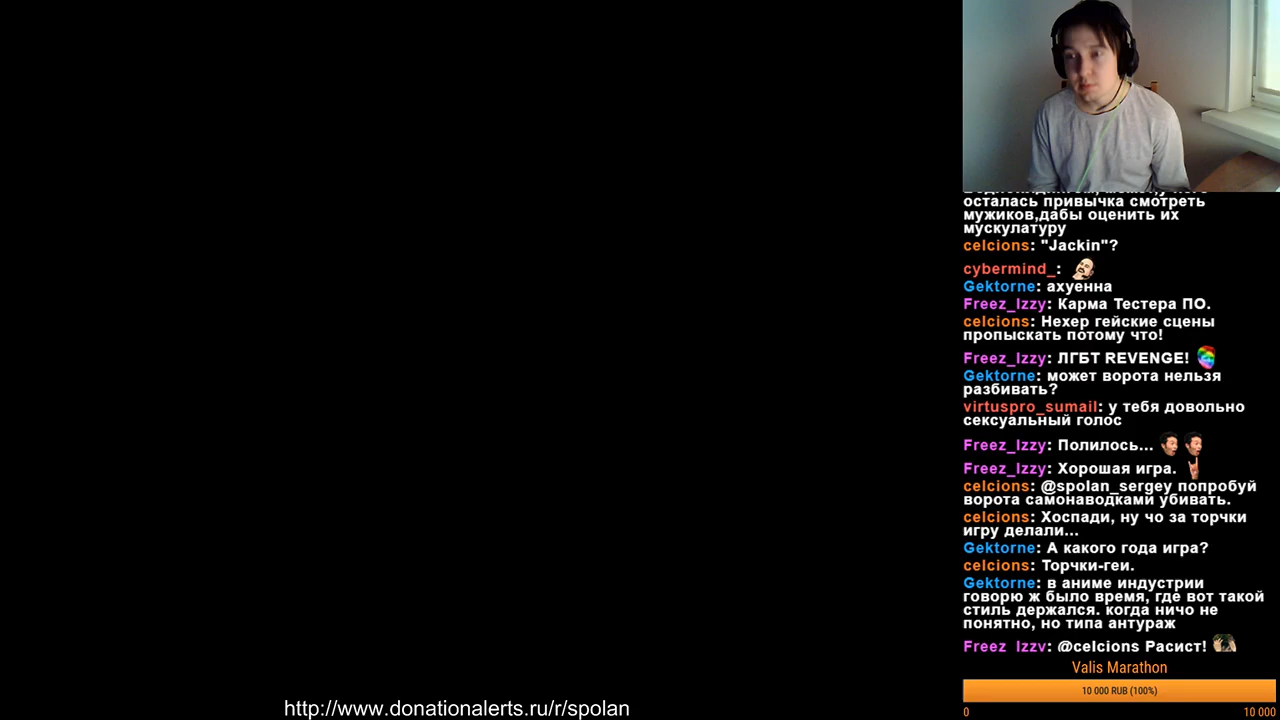 осталась привычка смотреть
мужиков,дабы оценить их
мускулатуру
celcions: "Jackin"?
cybermind_:
Gektorne: ахуенна
Freez_Izzy: Карма Тестера ПО.
celcions: Нехер гейские сцены
пропыскать потому что!
Freez_Izzy: ЛГБТ REVENGE!
Gektorne: может ворота нельзя
разбивать?
virtuspro_sumail: у тебя довольно
сексуальный голос
Freez_Izzy: Полилось...
Freez_Izzy: Хорошая игра.
celcions: @spolan_sergey попробуй
ворота самонаводками убивать.
celcions: Хоспади, ну чо за торчки
игру делали...
Gektorne: А какого года игра?
celcions: Торчки-геи.
Gektorne: в аниме индустрии
говорю ж было время, где вот такой
стиль держался. когда ничо не
понятно, но типа антураж
Freez_Izzy: @celcions Расист!
Valis Marathon
10 000 RUB (100%)
0 10 000
http://www.donationalerts.ru/r/spolan